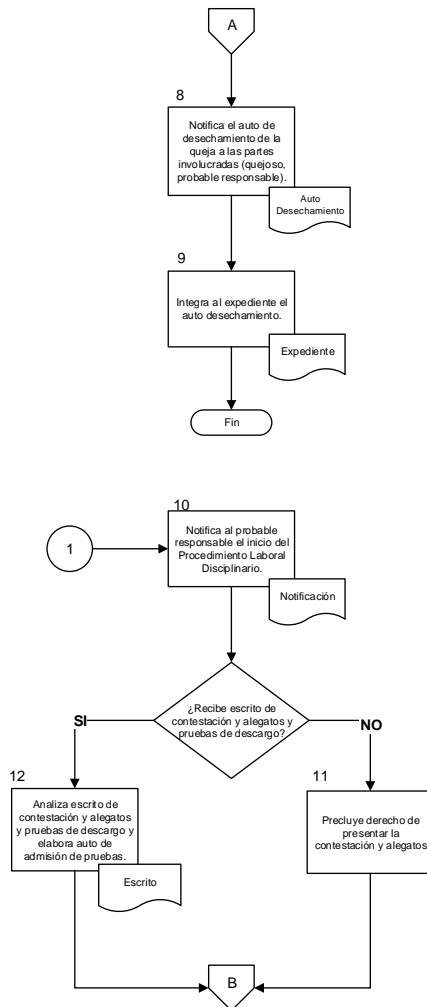 A
8
Notifica el auto de
desechamiento de la
queja a las partes
involucradas (quejoso,
probable responsable).
Auto
Desechamiento
9
Integra al expediente el
auto desechamiento.
Expediente
Fin
10
1
Notifica al probable
responsable el inicio del
Procedimiento Laboral
Disciplinario.
Notificación
¿Recibe escrito de
contestación y alegatos y
pruebas de descargo?
SI
NO
12
Analiza escrito de
contestación y alegatos
y pruebas de descargo y
elabora auto de
admisión de pruebas.
Escrito
11
Precluye derecho de
presentar la
contestación y alegatos
B